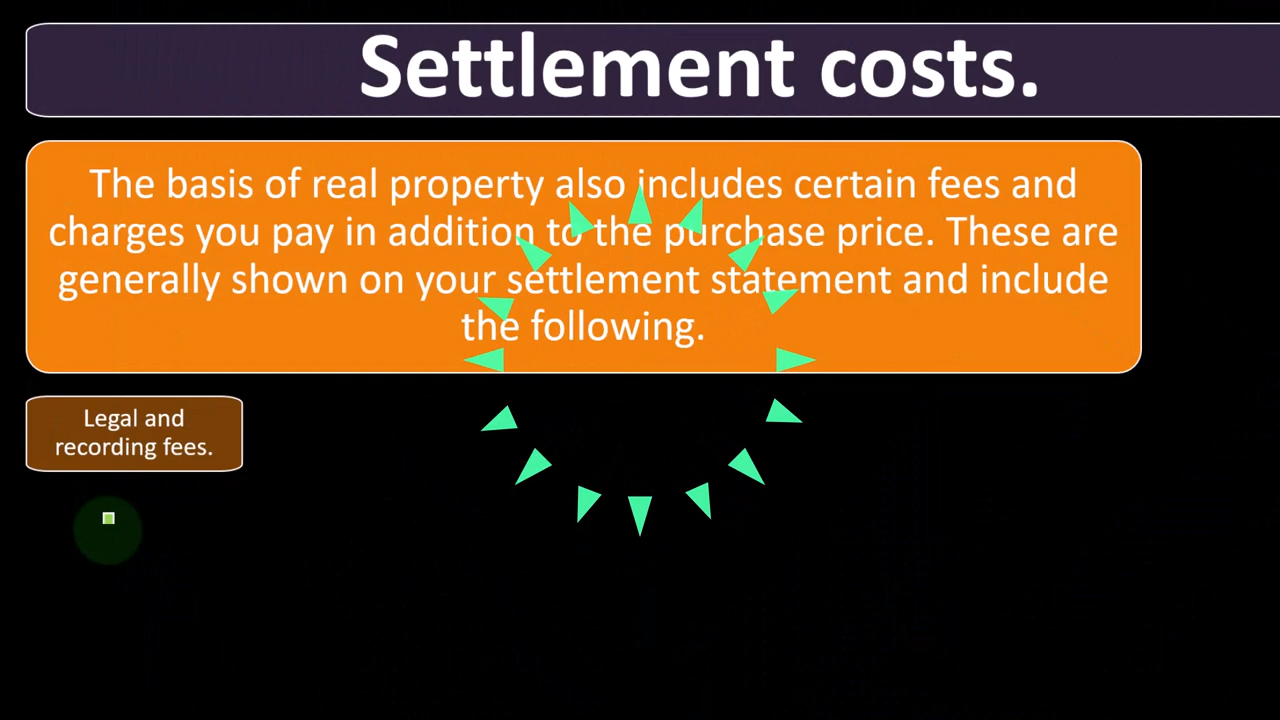 Settlement costs.
The basis of real property also includes certain fees and
charges you pay in addition to the purchase price. These are
generally shown on your settlement statement and include
the following.
Legal and
recording fees.